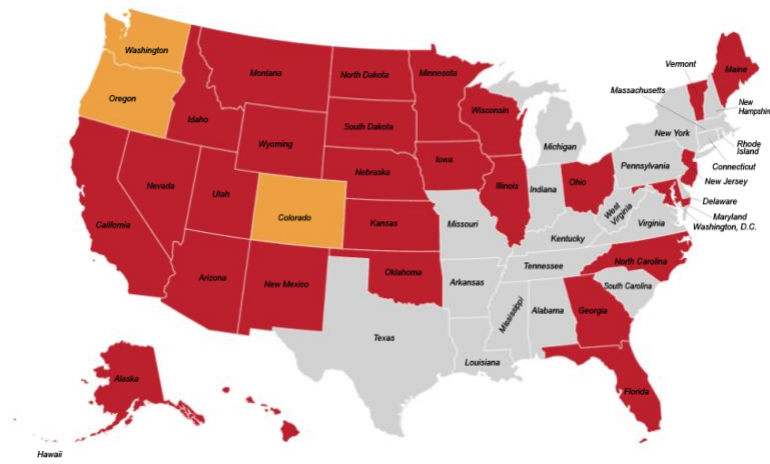 Washington
Oregon
Montana
Idaho
Wyoming
North Dakota
South Dakota
Minnesota
Wisconsin
Nebraska
Iowa
Illinois
Nevada
Utah
Colorado
Kansas
California
Arizona
New Mexico
Oklahoma
Texas
Missouri
Arkansas
Louisiana
Michigan
Indiana
Ohio
Kentucky
Tennessee
Mississippi
Alabama
Georgia
Florida
South Carolina
North Carolina
Virginia
West
Virginia
Pennsylvania
New York
Vermont
Maine
Massachusetts
New
Hampshire
Rhode
Island
Connecticut
New Jersey
Delaware
Maryland
Washington, D.C.
Alaska
Hawaii